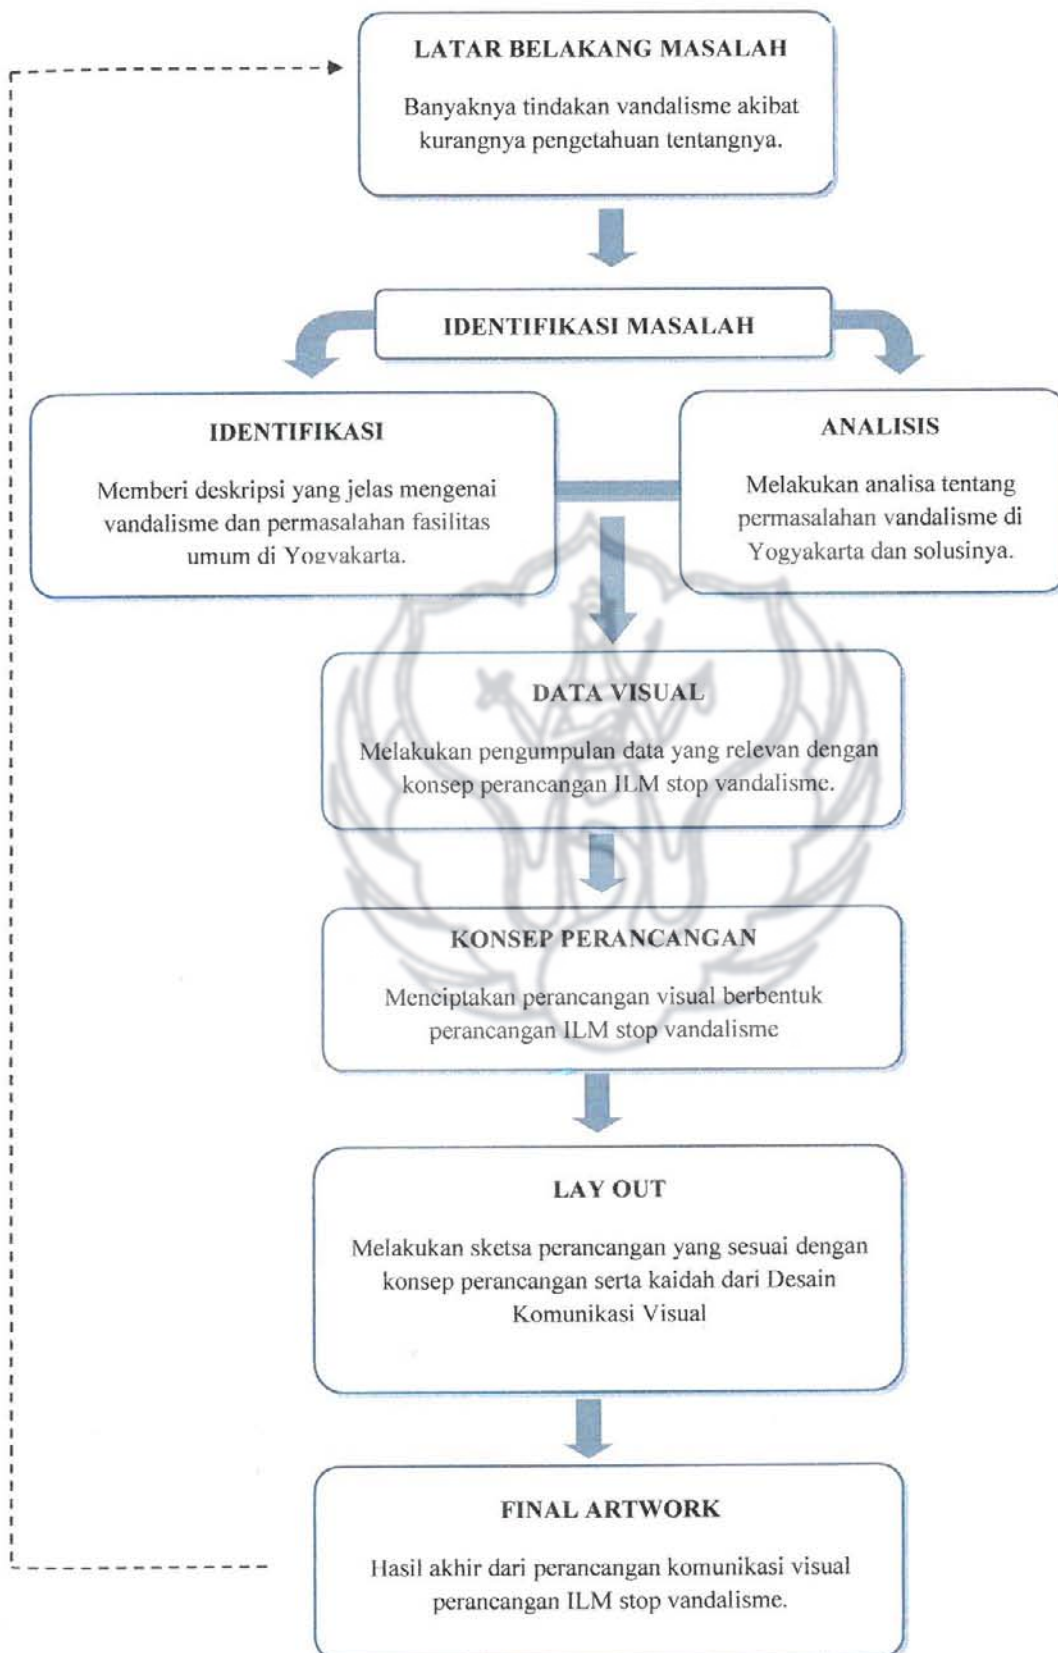 LATAR BELAKANG MASALAH
Banyaknya tindakan vandalisme akibat
kurangnya pengetahuan tentangnya.
IDENTIFIKASI MASALAH
IDENTIFIKASI
Memberi deskripsi yang jelas mengenai
vandalisme dan permasalahan fasilitas
umum di Yogyakarta.
ANALISIS
Melakukan analisa tentang
permasalahan vandalisme di
Yogyakarta dan solusinya.
DATA VISUAL
Melakukan pengumpulan data yang relevan dengan
konsep perancangan ILM stop vandalisme.
KONSEP PERANCANGAN
Menciptakan perancangan visual berbentuk
perancangan ILM stop vandalisme
LAY OUT
Melakukan sketsa perancangan yang sesuai dengan
konsep perancangan serta kaidah dari Desain
Komunikasi Visual
FINAL ARTWORK
Hasil akhir dari perancangan komunikasi visual
perancangan ILM stop vandalisme.